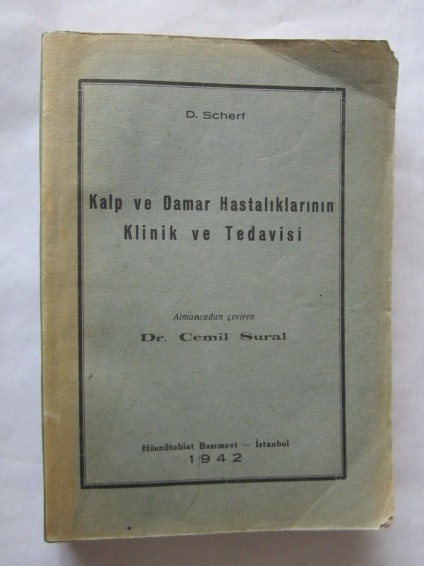 D. Scherf
Kalp ve Damar Hastalıklarının
Klinik ve Tedavisi
Almancadan çeviren
Dr. Cemil Sural
Hüsnütabiat Basımevi — İstanbul
1942